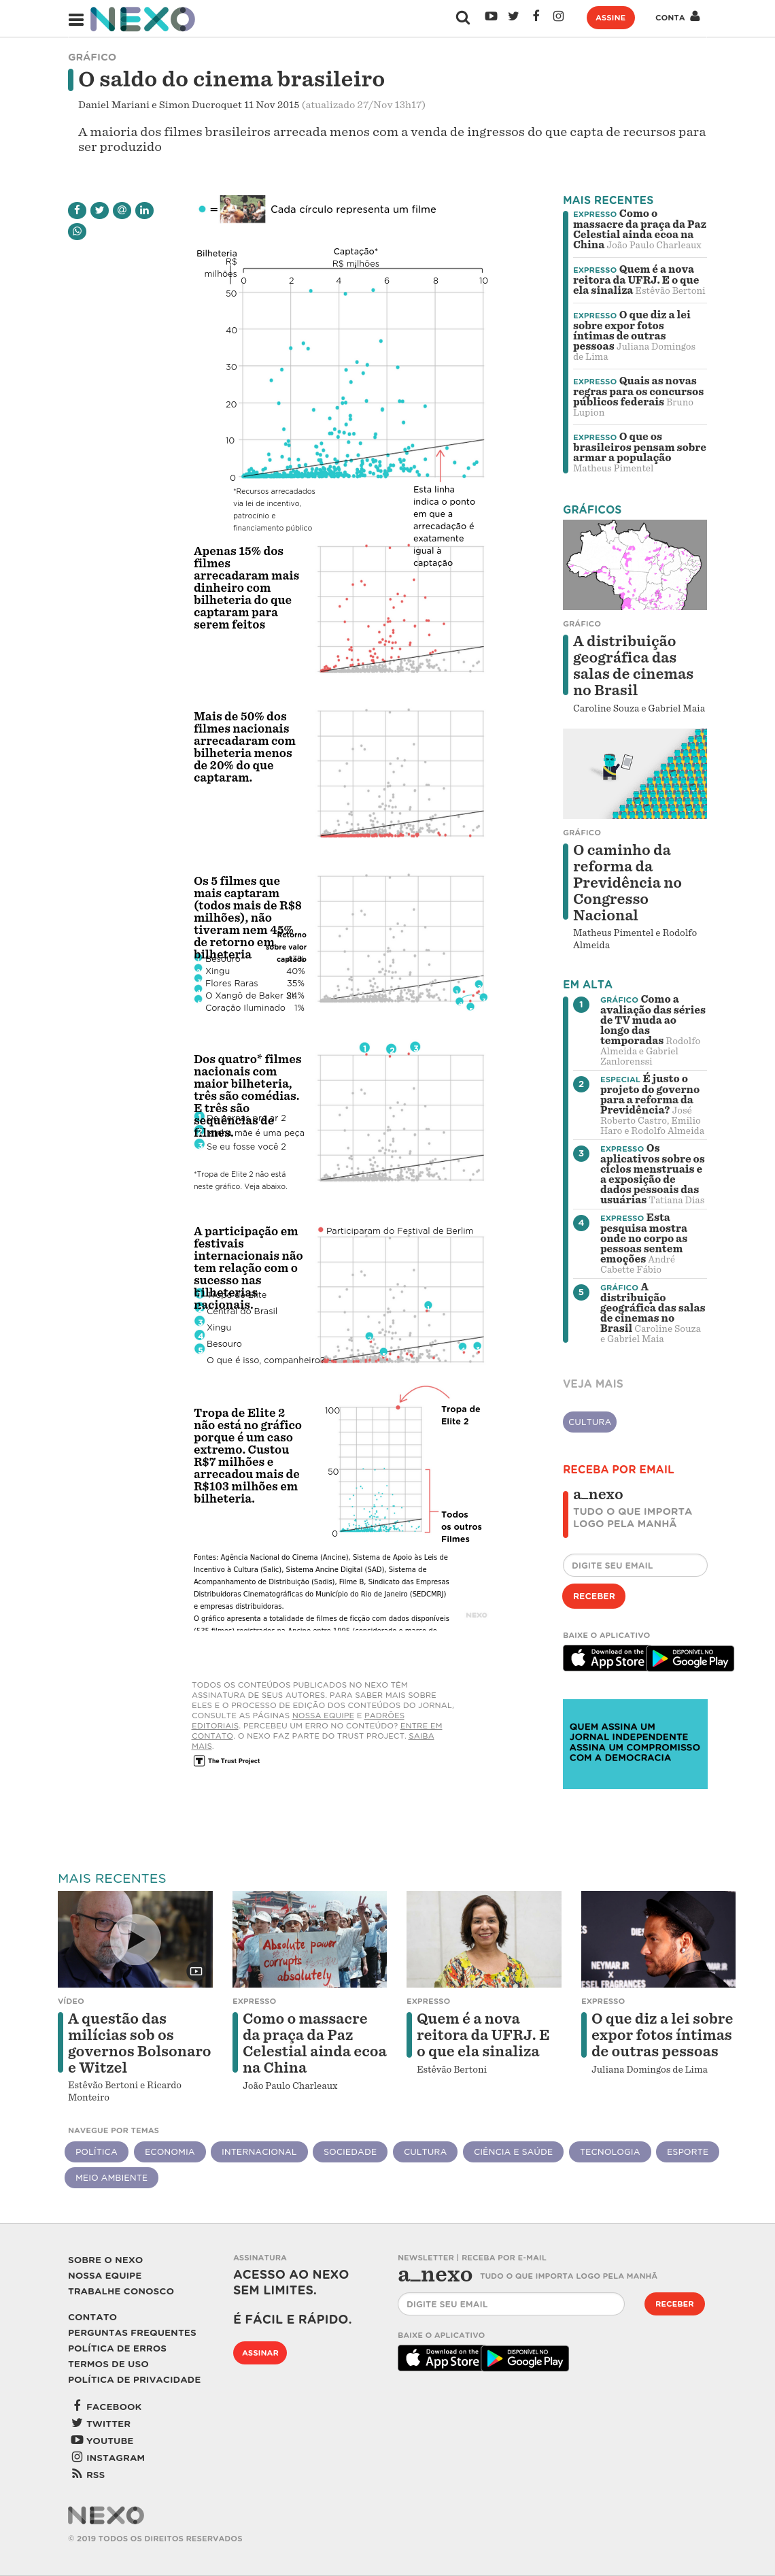 NEXO
ASSINE
CONTA
GRÁFICO
O saldo do cinema brasileiro
Daniel Mariani e Simon Ducroquet 11 Nov 2015 (atualizado 27/Nov 13h17)
A maioria dos filmes brasileiros arrecada menos com a venda de ingressos do que capta de recursos para
ser produzido
= Cada círculo representa um filme
Bilheteria
R$
milhões
Captação*
R$ milhões
0 2 4 6 8 10
50
40
30
20
10
0
*Recursos arrecadados
via lei de incentivo,
patrocínio e
financiamento público
Esta linha
indica o ponto
em que a
arrecadação é
exatamente
igual à
captação
Apenas 15% dos
filmes
arrecadaram mais
dinheiro com
bilheteria do que
captaram para
serem feitos
Mais de 50% dos
filmes nacionais
arrecadaram com
bilheteria menos
de 20% do que
captaram.
Os 5 filmes que
mais captaram
(todos mais de R$8
milhões), não
tiveram nem 45%
de retorno em
bilheteria
Retorno
sobre valor
captado
Besouro
Xingu 40%
Flores Raras 35%
O Xangô de Baker St.
Coração Iluminado 1%
Dos quatro* filmes
nacionais com
maior bilheteria,
três são comédias.
E três são
sequências de
filmes.
1 2 3
De pernas pro ar 2
mãe é uma peça
Se eu fosse você 2
*Tropa de Elite 2 não está
neste gráfico. Veja abaixo.
A participação em
festivais
internacionais não
tem relação com o
sucesso nas
bilheterias
nacionais.
Participaram do Festival de Berlim
Central do Brasil
Xingu
Besouro
O que é isso, companheiro?
Tropa de Elite 2
não está no gráfico
porque é um caso
extremo. Custou
R$7 milhões e
arrecadou mais de
R$103 milhões em
bilheteria.
100
50
0
Tropa de
Elite 2
Todos
os outros
Filmes
Fontes: Agência Nacional do Cinema (Ancine), Sistema de Apoio às Leis de
Incentivo à Cultura (Salic), Sistema Ancine Digital (SAD), Sistema de
Acompanhamento de Distribuição (Sadis), Filme B, Sindicato das Empresas
Distribuidoras Cinematográficas do Município do Rio de Janeiro (SEDCMRJ)
e empresas distribuidoras.
O gráfico apresenta a totalidade de filmes de ficção com dados disponíveis
NEXO
TODOS OS CONTEÚDOS PUBLICADOS NO NEXO TÊM
ASSINATURA DE SEUS AUTORES. PARA SABER MAIS SOBRE
ELES E O PROCESSO DE EDIÇÃO DOS CONTEÚDOS DO JORNAL,
CONSULTE AS PÁGINAS NOSSA EQUIPE E PADRÕES
EDITORIAIS. PERCEBEU UM ERRO NO CONTEÚDO? ENTRE EM
CONTATO. O NEXO FAZ PARTE DO TRUST PROJECT. SAIBA
MAIS.
T The Trust Project
MAIS RECENTES
EXPRESSO Como o
massacre da praça da Paz
Celestial ainda ecoa na
China João Paulo Charleaux
EXPRESSO Quem é a nova
reitora da UFRJ. E o que
ela sinaliza Estêvão Bertoni
EXPRESSO O que diz a lei
sobre expor fotos
íntimas de outras
pessoas Juliana Domingos
de Lima
EXPRESSO Quais as novas
regras para os concursos
públicos federais Bruno
Lupion
EXPRESSO O que os
brasileiros pensam sobre
armar a população
Matheus Pimentel
GRÁFICOS
GRÁFICO
A distribuição
geográfica das
salas de cinemas
no Brasil
Caroline Souza e Gabriel Maia
GRÁFICO
O caminho da
reforma da
Previdência no
Congresso
Nacional
Matheus Pimentel e Rodolfo
Almeida
EM ALTA
1 GRÁFICO Como a
avaliação das séries
de TV muda ao
longo das
temporadas Rodolfo
Almeida e Gabriel
Zanlorenssi
2 ESPECIAL É justo o
projeto do governo
para a reforma da
Previdência? José
Roberto Castro, Emilio
Haro e Rodolfo Almeida
3 EXPRESSO Os
aplicativos sobre os
ciclos menstruais e
a exposição de
dados pessoais das
usuárias Tatiana Dias
4 EXPRESSO Esta
pesquisa mostra
onde no corpo as
pessoas sentem
emoções André
Cabette Fábio
5 GRÁFICO A
distribuição
geográfica das salas
de cinemas no
Brasil Caroline Souza
e Gabriel Maia
VEJA MAIS
CULTURA
RECEBA POR EMAIL
a_nexo
TUDO O QUE IMPORTA
LOGO PELA MANHÃ
DIGITE SEU EMAIL
RECEBER
BAIXE O APLICATIVO
Download on the App Store
DISPONÍVEL NO Google Play
QUEM ASSINA UM
JORNAL INDEPENDENTE
ASSINA UM COMPROMISSO
COM A DEMOCRACIA
MAIS RECENTES
Absolute power
corrupts
absolutely
NEYMAR JR
FRAGRANCES
VÍDEO
A questão das
milícias sob os
governos Bolsonaro
e Witzel
Estêvão Bertoni e Ricardo
Monteiro
EXPRESSO
Como o massacre
da praça da Paz
Celestial ainda ecoa
na China
João Paulo Charleaux
EXPRESSO
Quem é a nova
reitora da UFRJ. E
o que ela sinaliza
Estêvão Bertoni
EXPRESSO
O que diz a lei sobre
expor fotos íntimas
de outras pessoas
Juliana Domingos de Lima
NAVEGUE POR TEMAS
POLÍTICA ECONOMIA INTERNACIONAL SOCIEDADE CULTURA CIÊNCIA E SAÚDE TECNOLOGIA ESPORTE
MEIO AMBIENTE
SOBRE O NEXO
NOSSA EQUIPE
TRABALHE CONOSCO
CONTATO
PERGUNTAS FREQUENTES
POLÍTICA DE ERROS
TERMOS DE USO
POLÍTICA DE PRIVACIDADE
FACEBOOK
TWITTER
YOUTUBE
INSTAGRAM
RSS
ASSINATURA
ACESSO AO NEXO
SEM LIMITES.
É FÁCIL E RÁPIDO.
ASSINAR
NEWSLETTER | RECEBA POR E-MAIL
a_nexo TUDO O QUE IMPORTA LOGO PELA MANHÃ
DIGITE SEU EMAIL
RECEBER
BAIXE O APLICATIVO
Download on the App Store
DISPONÍVEL NO Google Play
NEXO
© 2019 TODOS OS DIREITOS RESERVADOS